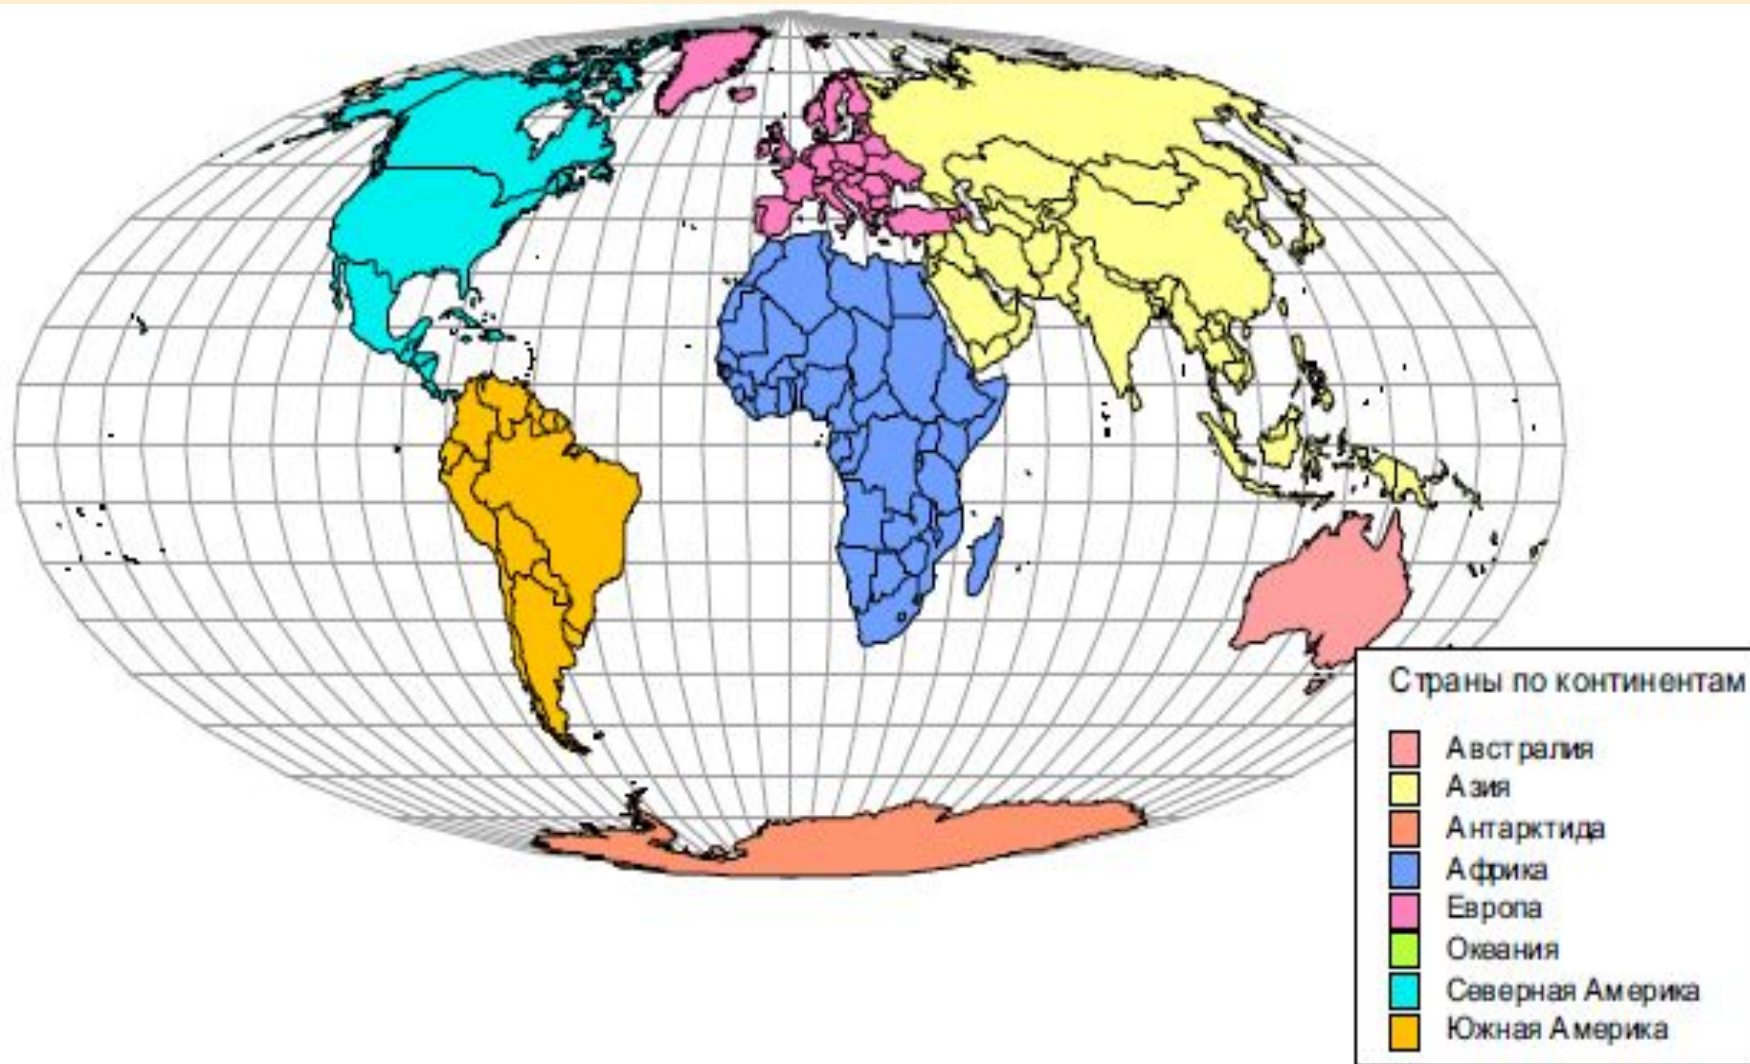 Страны по континентам
Австралия
Азия
Антарктида
Африка
Европа
Океания
Северная Америка
Южная Америка